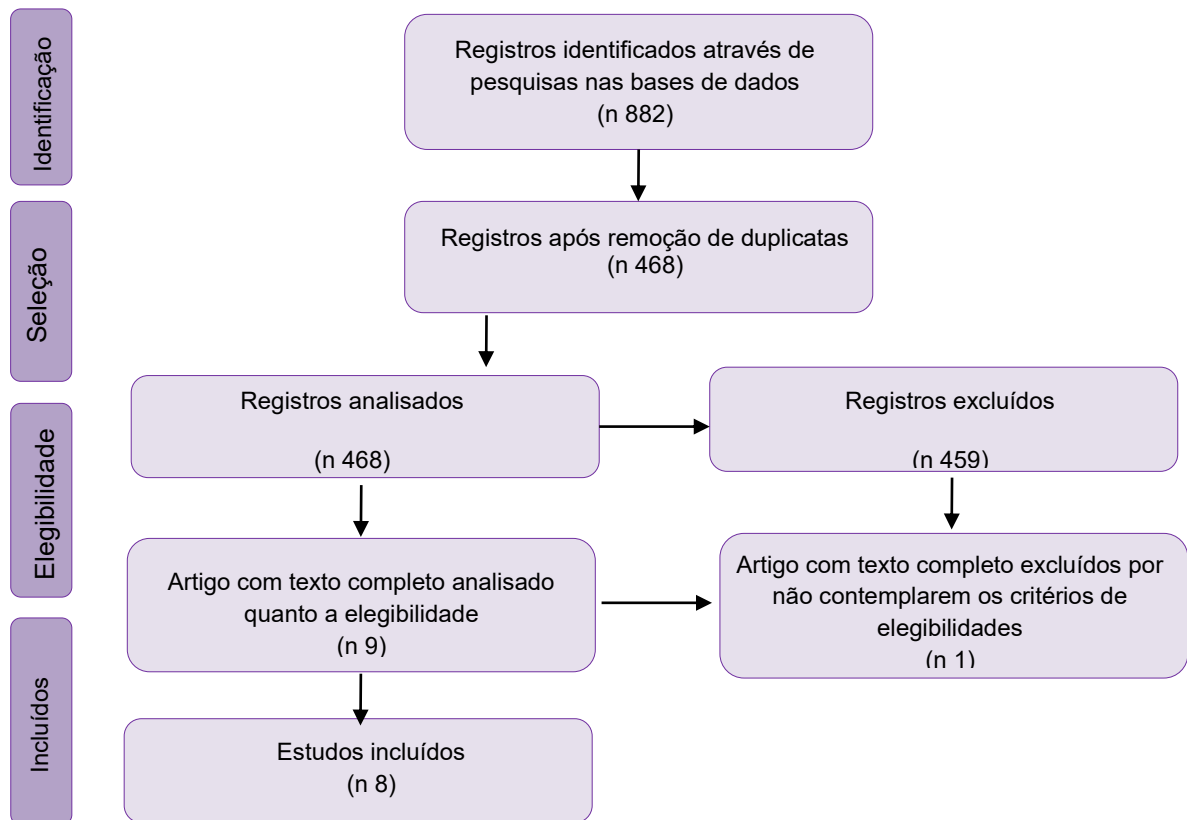 Identificação
Registros identificados através de
pesquisas nas bases de dados
(n 882)
Seleção
Registros após remoção de duplicatas
(n 468)
Registros analisados
(n 468)
Registros excluídos
(n 459)
Elegibilidade
Artigo com texto completo analisado
quanto a elegibilidade
(n 9)
Artigo com texto completo excluídos por
não contemplarem os critérios de
elegibilidades
(n 1)
Incluídos
Estudos incluídos
(n 8)